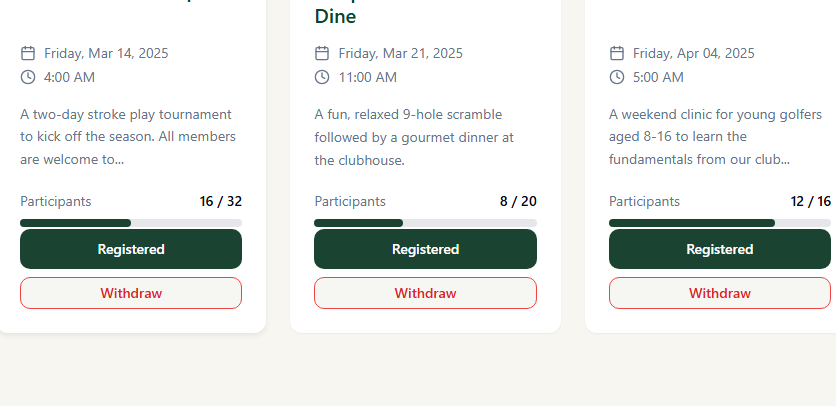 Dine
Friday, Mar 14, 2025
4:00 AM
A two-day stroke play tournament
to kick off the season. All members
are welcome to...
Participants 16 / 32
Registered
Withdraw
Friday, Mar 21, 2025
11:00 AM
A fun, relaxed 9-hole scramble
followed by a gourmet dinner at
the clubhouse.
Participants 8 / 20
Registered
Withdraw
Friday, Apr 04, 2025
5:00 AM
A weekend clinic for young golfers
aged 8-16 to learn the
fundamentals from our club...
Participants 12 / 16
Registered
Withdraw